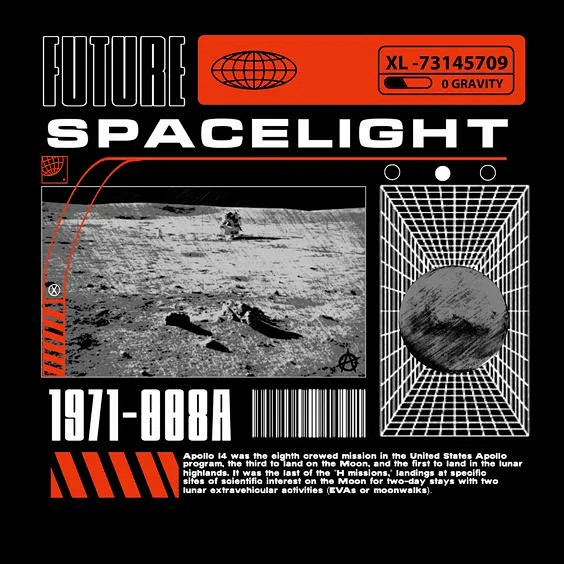 FUTURE
XL -73145709
0 GRAVITY
SPACELIGHT
X
1971-008A
Apollo 14 was the eighth crewed mission in the United States Apollo
program, the third to land on the Moon, and the first to land in the lunar
highlands. It was the last of the "H missions," landings at specific
sites of scientific interest on the Moon for two-day stays with two
lunar extravehicular activities (EVAs or moonwalks).